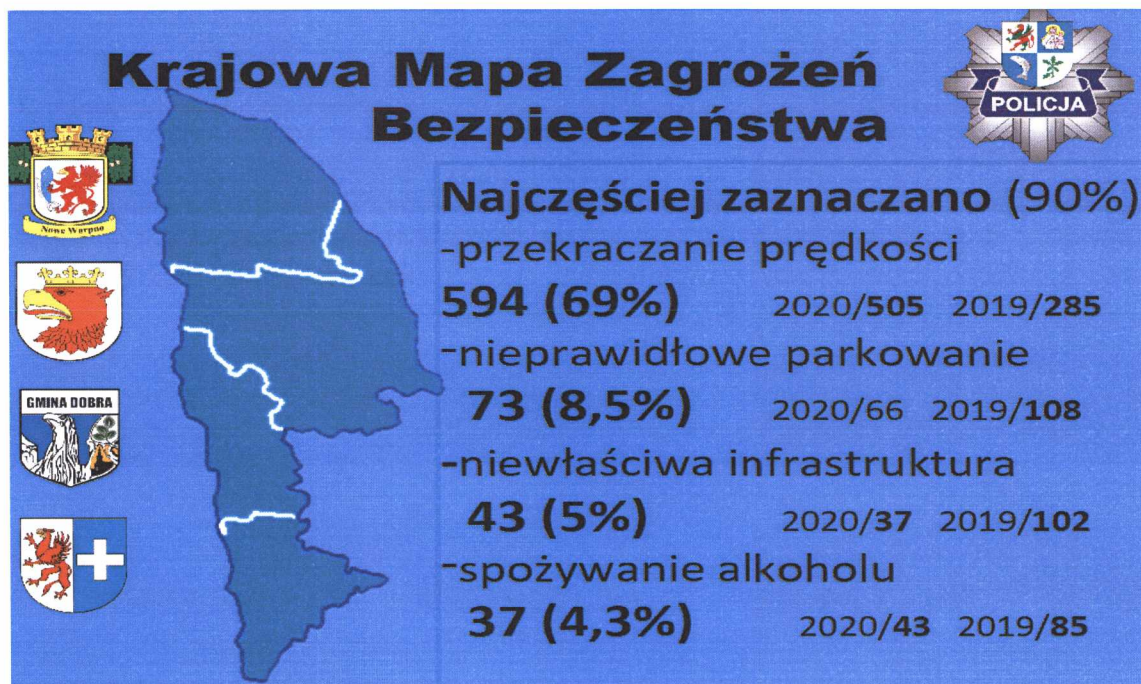 Krajowa Mapa Zagrożeń
Bezpieczeństwa
POLICJA
Nowe Warpno
GMINA DOBRA
Najczęściej zaznaczano (90%)
-przekraczanie prędkości
594 (69%) 2020/505 2019/285
-nieprawidłowe parkowanie
73 (8,5%) 2020/66 2019/108
-niewłaściwa infrastruktura
43 (5%) 2020/37 2019/102
-spożywanie alkoholu
37 (4,3%) 2020/43 2019/85